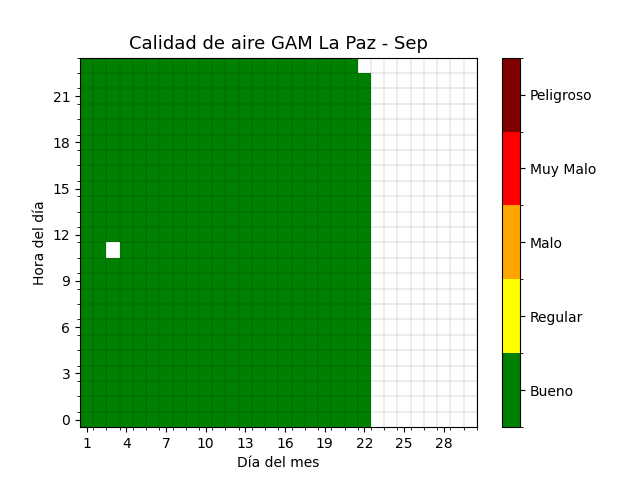 Calidad de aire GAM La Paz - Sep
Hora del día
21
18
15
12
9
6
3
0
1 4 7 10 13 16 19 22 25 28
Día del mes
Peligroso
Muy Malo
Malo
Regular
Bueno